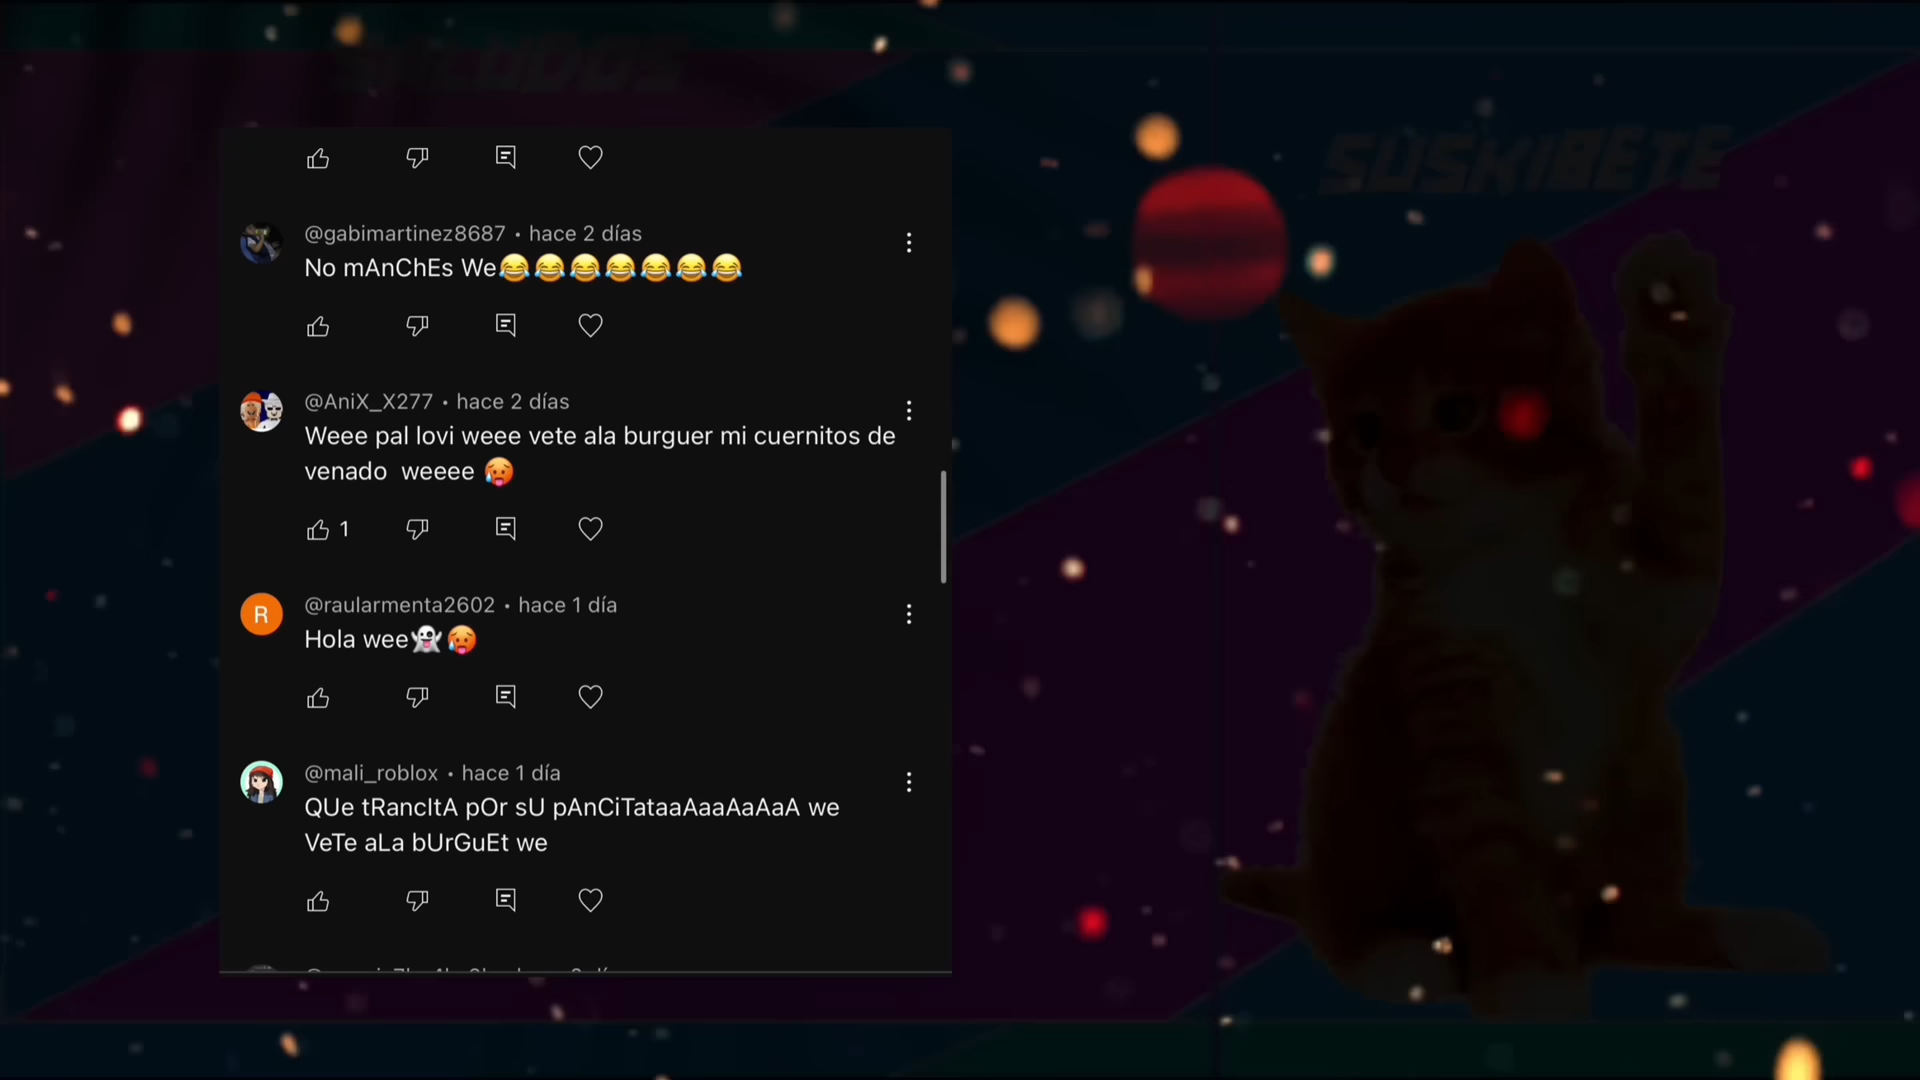 SUSKIBETE
@gabimartinez8687 • hace 2 días
No mAnChEs We😂😂😂😂😂😂😂
@AniX_X277 • hace 2 días
Weee pal lovi weee vete ala burguer mi cuernitos de
venado weeee 🥵
1
R
@raularmenta2602 • hace 1 día
Hola wee👻🥵
@mali_roblox • hace 1 día
QUe tRancItA pOr sU pAnCiTataaAaaAaAaA we
VeTe aLa bUrGuEt we